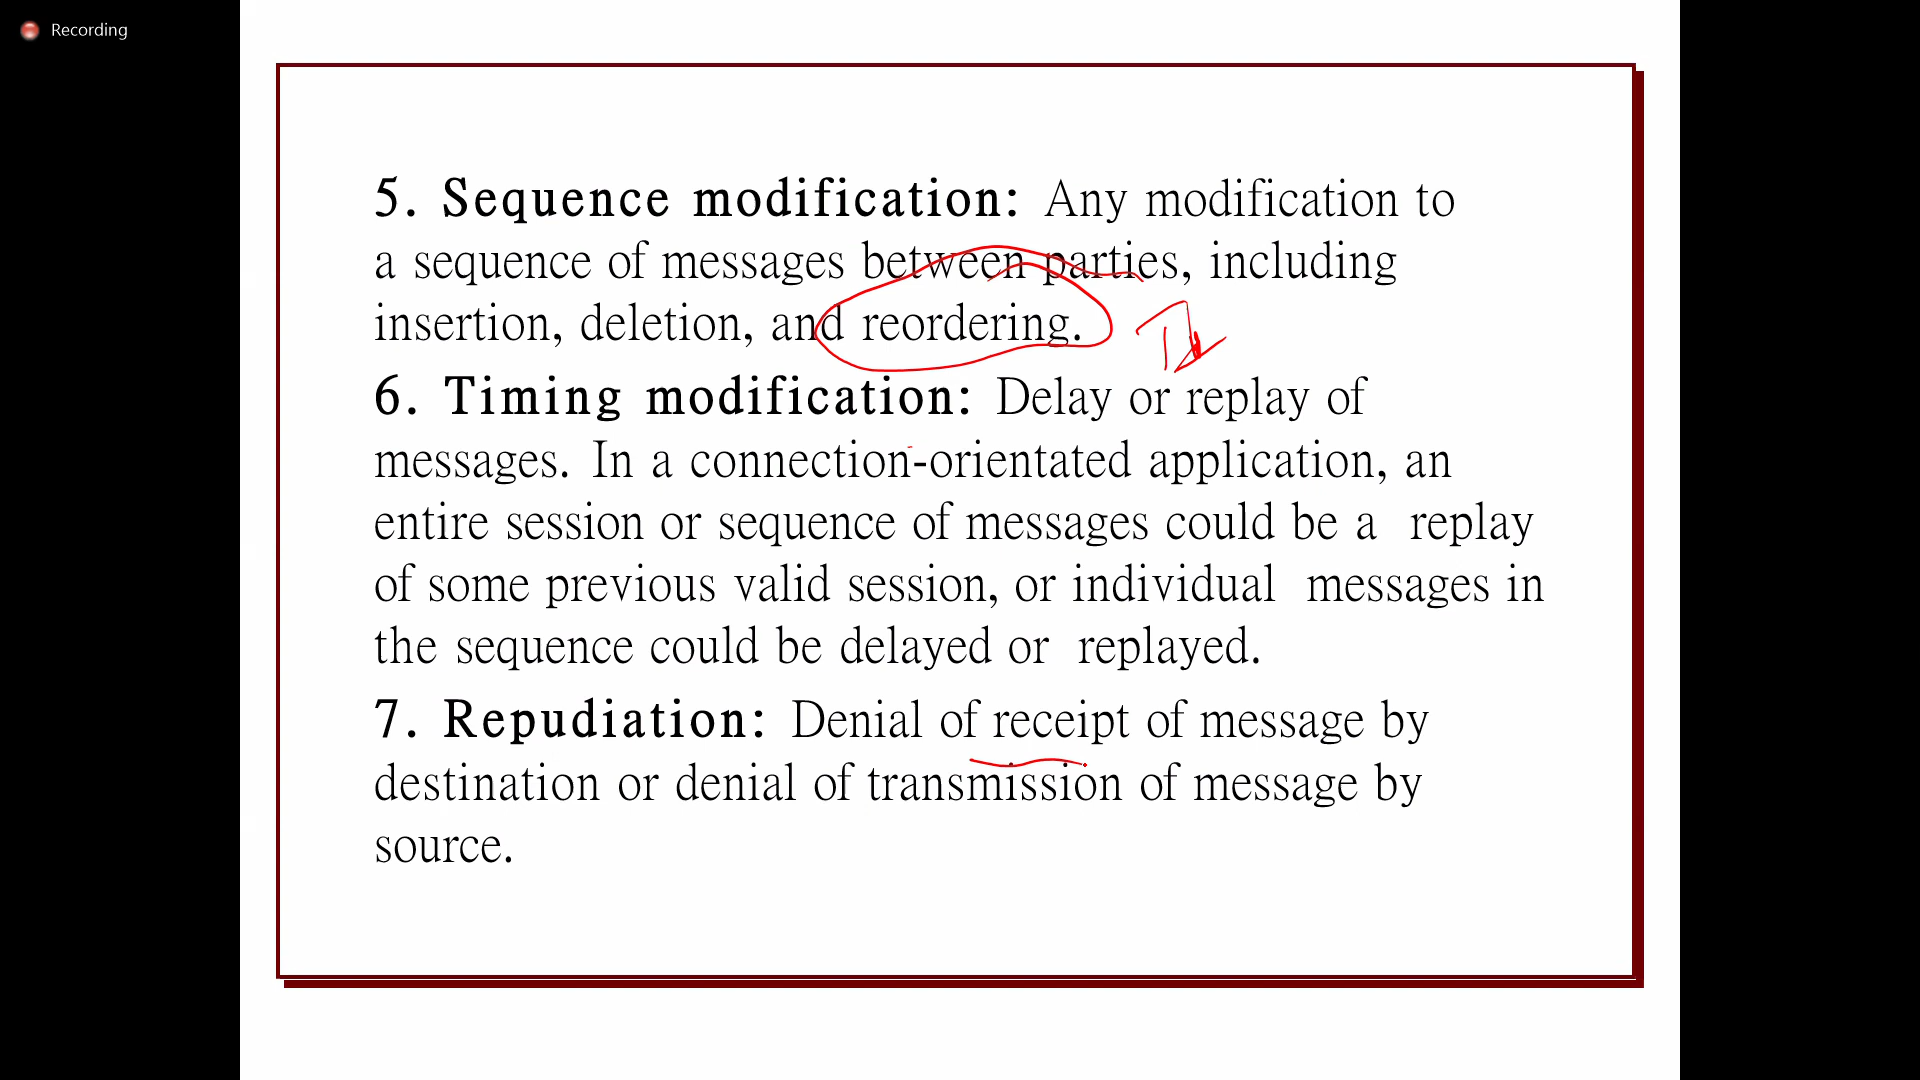 Recording
5. Sequence modification: Any modification to
a sequence of messages between parties, including
insertion, deletion, and reordering.
6. Timing modification: Delay or replay of
messages. In a connection-orientated application, an
entire session or sequence of messages could be a replay
of some previous valid session, or individual messages in
the sequence could be delayed or replayed.
7. Repudiation: Denial of receipt of message by
destination or denial of transmission of message by
source.